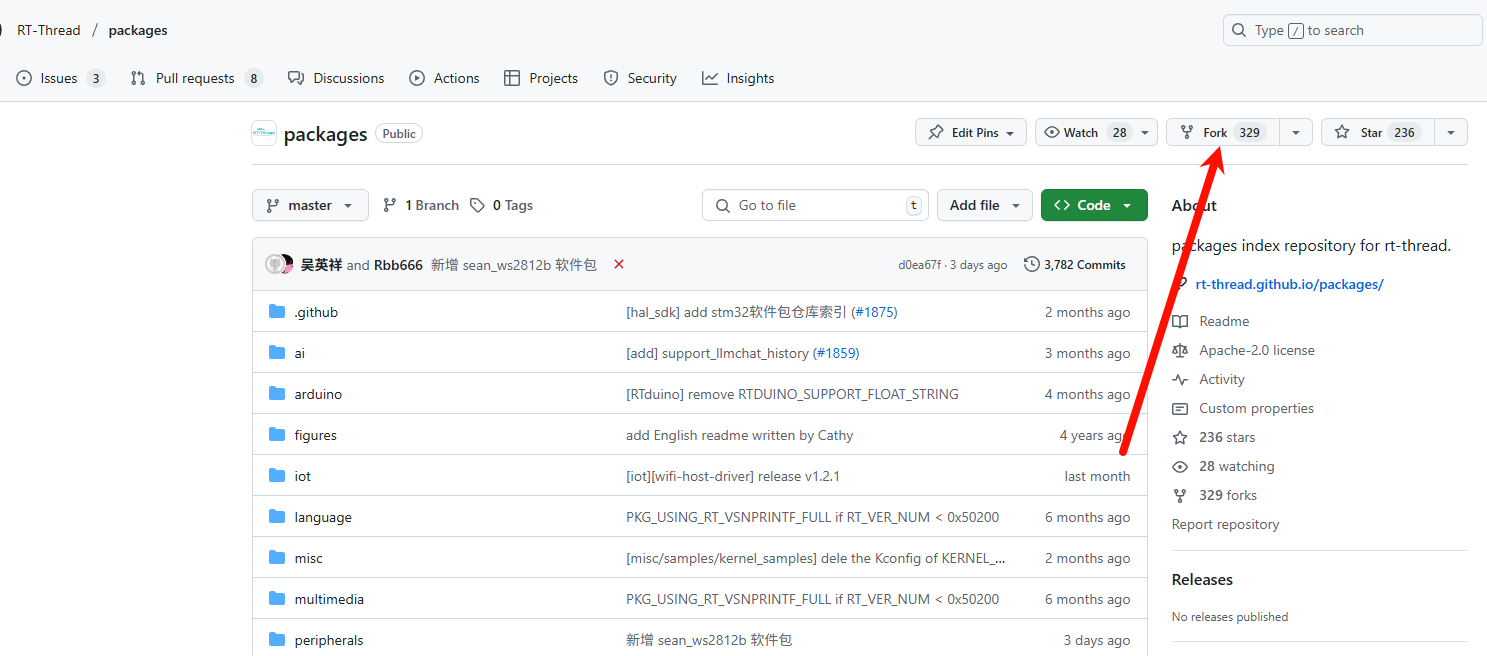 RT-Thread / packages
Type / to search
Issues 3 Pull requests 8 Discussions Actions Projects Security Insights
RT-Thread packages Public
Edit Pins Watch 28 Fork 329 Star 236
master 1 Branch 0 Tags Go to file t Add file <> Code
吴英祥 and Rbb666 新增 sean_ws2812b 软件包 d0ea67f · 3 days ago 3,782 Commits
.github [hal_sdk] add stm32软件包仓库索引 (#1875) 2 months ago
ai [add] support_llmchat_history (#1859) 3 months ago
arduino [RTduino] remove RTDUINO_SUPPORT_FLOAT_STRING 4 months ago
figures add English readme written by Cathy 4 years ago
iot [iot][wifi-host-driver] release v1.2.1 last month
language PKG_USING_RT_VSNPRINTF_FULL if RT_VER_NUM < 0x50200 6 months ago
misc [misc/samples/kernel_samples] dele the Kconfig of KERNEL_... 2 months ago
multimedia PKG_USING_RT_VSNPRINTF_FULL if RT_VER_NUM < 0x50200 6 months ago
peripherals 新增 sean_ws2812b 软件包 3 days ago
About
packages index repository for rt-thread.
rt-thread.github.io/packages/
Readme
Apache-2.0 license
Activity
Custom properties
236 stars
28 watching
329 forks
Report repository
Releases
No releases published